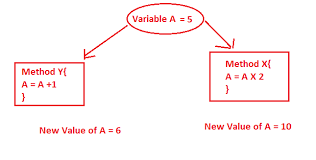 Variable A = 5
Method Y{
A = A +1
}
Method X{
A = A X 2
}
New Value of A = 6
New Value of A = 10